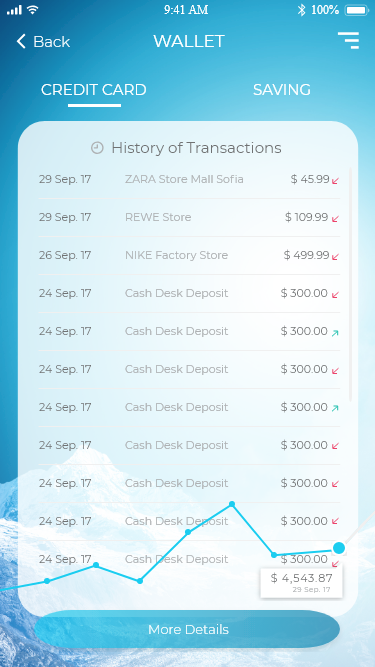 9:41 AM 100%
Back WALLET
CREDIT CARD SAVING
History of Transactions
29 Sep. 17 ZARA Store Mall Sofia $ 45.99
29 Sep. 17 REWE Store $ 109.99
26 Sep. 17 NIKE Factory Store $ 499.99
24 Sep. 17 Cash Desk Deposit $ 300.00
24 Sep. 17 Cash Desk Deposit $ 300.00
24 Sep. 17 Cash Desk Deposit $ 300.00
24 Sep. 17 Cash Desk Deposit $ 300.00
24 Sep. 17 Cash Desk Deposit $ 300.00
24 Sep. 17 Cash Desk Deposit $ 300.00
24 Sep. 17 Cash Desk Deposit $ 300.00
24 Sep. 17 Cash Desk Deposit $ 300.00
$ 4,543.87
29 Sep. 17
More Details